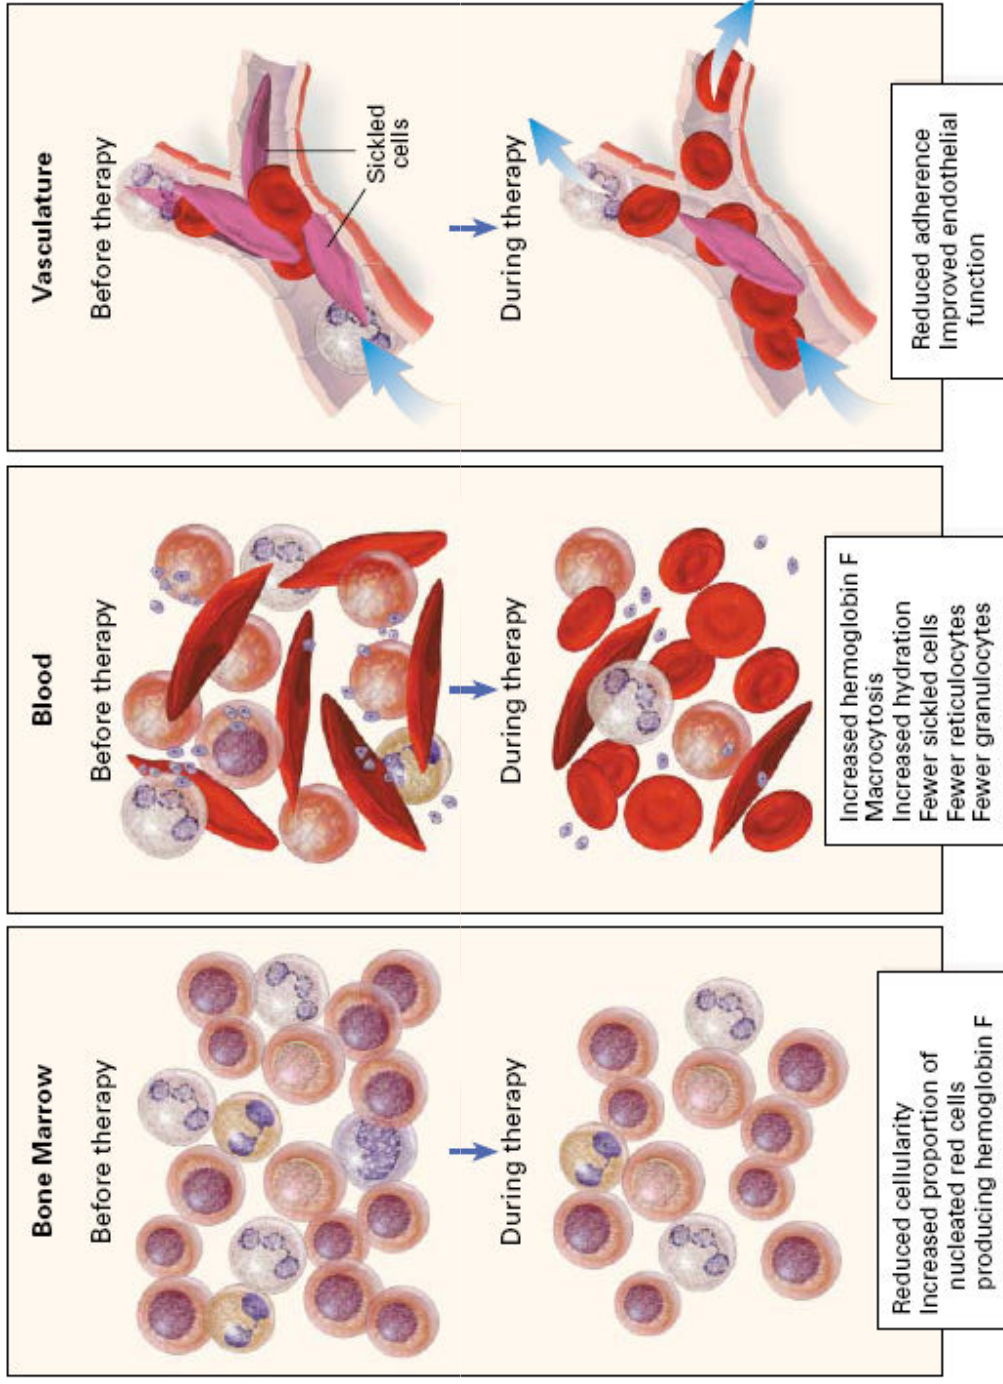 Bone Marrow
Before therapy
During therapy
Reduced cellularity
Increased proportion of
nucleated red cells
producing hemoglobin F
Blood
Before therapy
During therapy
Increased hemoglobin F
Macrocytosis
Increased hydration
Fewer sickled cells
Fewer reticulocytes
Fewer granulocytes
Vasculature
Before therapy
Sickled
cells
During therapy
Reduced adherence
Improved endothelial
function